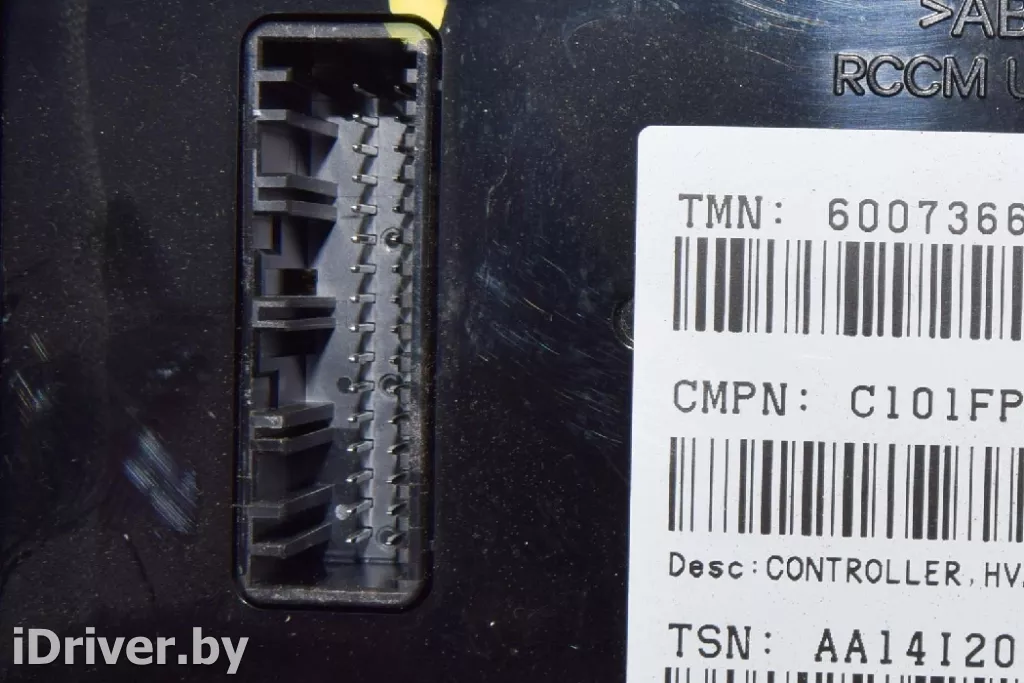 >AB
RCCM U
TMN: 6007366
CMPN: C101FP
Desc:CONTROLLER,HV
TSN: AA14I20
iDriver.by